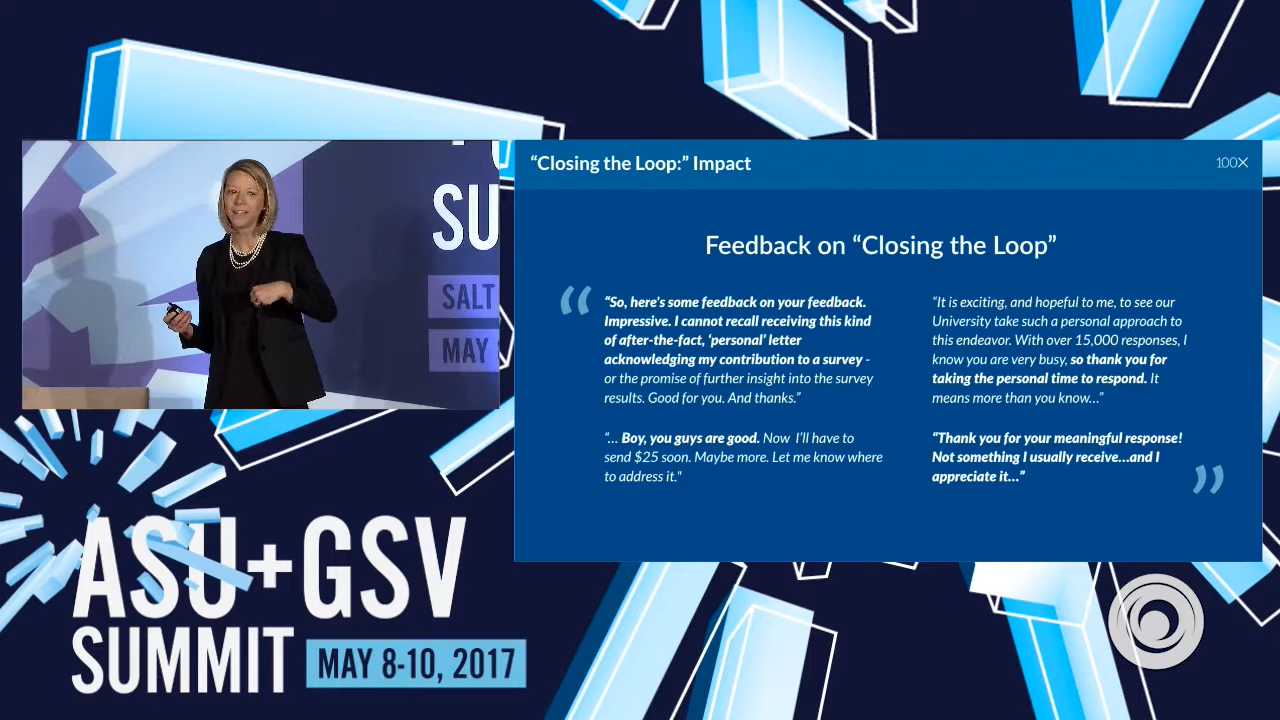 SU
SALT
MAY
“Closing the Loop:” Impact
100X
Feedback on “Closing the Loop”
“So, here's some feedback on your feedback.
Impressive. I cannot recall receiving this kind
of after-the-fact, ‘personal’ letter
acknowledging my contribution to a survey -
or the promise of further insight into the survey
results. Good for you. And thanks.”
“... Boy, you guys are good. Now I'll have to
send $25 soon. Maybe more. Let me know where
to address it."
“It is exciting, and hopeful to me, to see our
University take such a personal approach to
this endeavor. With over 15,000 responses, I
know you are very busy, so thank you for
taking the personal time to respond. It
means more than you know…”
“Thank you for your meaningful response!
Not something I usually receive…and I
appreciate it…”
ASU+GSV
SUMMIT
MAY 8-10, 2017